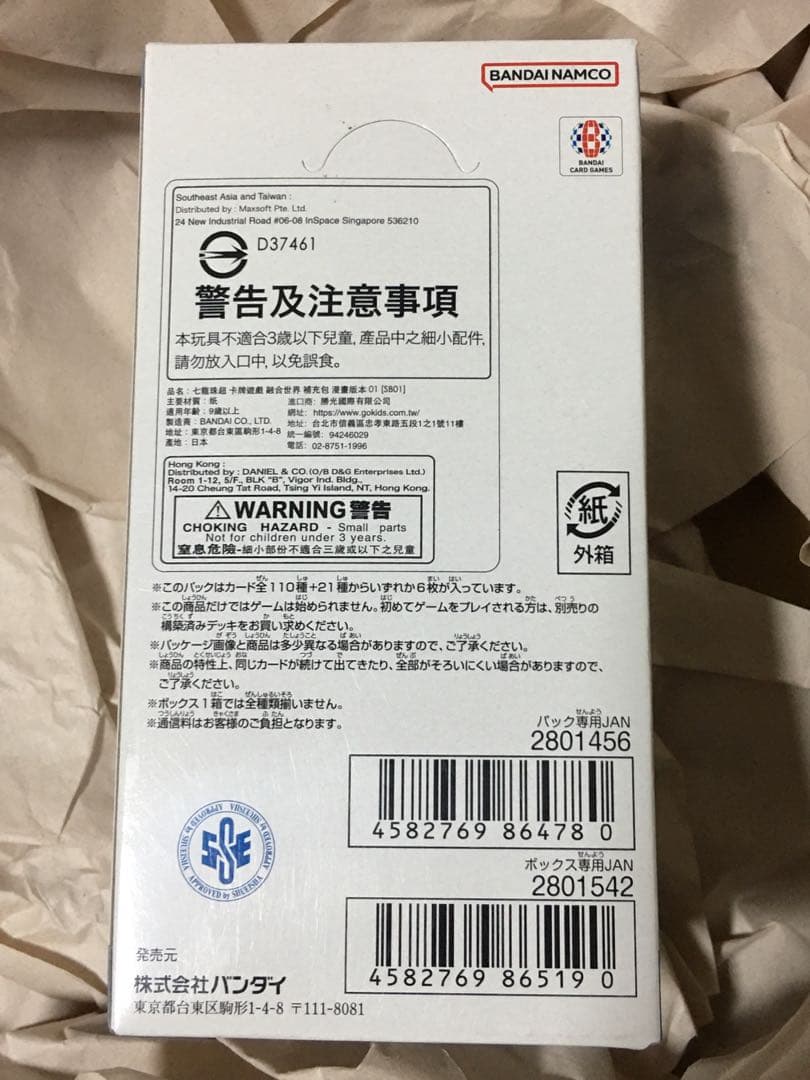 BANDAI NAMCO
BANDAI
CARD GAMES
Southeast Asia and Taiwan :
Distributed by : Maxsoft Pte. Ltd.
24 New Industrial Road #06-08 InSpace Singapore 536210
D37461
警告及注意事項
本玩具不適合3歲以下兒童, 產品中之細小配件,
請勿放入口中, 以免誤食。
品名：七龍珠超 卡牌遊戲 融合世界 補充包 漫畫版本 01 [SB01]
主要材質：紙
適用年齡：9歲以上
製造商：BANDAI CO., LTD.
地址：東京都台東區駒形1-4-8
產地：日本
進口商：勝光國際有限公司
網址：https://www.gokids.com.tw/
地址：台北市信義區忠孝東路五段1之1號11樓
統一編號：94246029
電話：02-8751-1996
Hong Kong :
Distributed by : DANIEL & CO.(O/B D&G Enterprises Ltd.)
Room 1-12, 5/F., BLK "B", Vigor Ind. Bldg.,
14-20 Cheung Tat Road, Tsing Yi Island, NT, Hong Kong.
WARNING 警告
CHOKING HAZARD - Small parts
Not for children under 3 years.
窒息危險-細小部份不適合三歲或以下之兒童
紙
外箱
※このパックはカード全110種+21種からいずれか6枚が入っています。
※この商品だけではゲームは始められません。初めてゲームをプレイされる方は、別売りの
構築済みデッキをお買い求めください。
※パッケージ画像と商品は多少異なる場合がありますので、ご了承ください。
※商品の特性上、同じカードが続けて出てきたり、全部がそろいにくい場合がありますので、
ご了承ください。
※ボックス1箱では全種類揃いません。
※通信料はお客様のご負担となります。
パック専用JAN
2801456
4582769 864780
ボックス専用JAN
2801542
4582769 865190
APPROVED by SHUEISHA
APPROVED by SHUEISHA
APPROVED by SHUEISHA
発売元
株式会社バンダイ
東京都台東区駒形1-4-8 〒111-8081